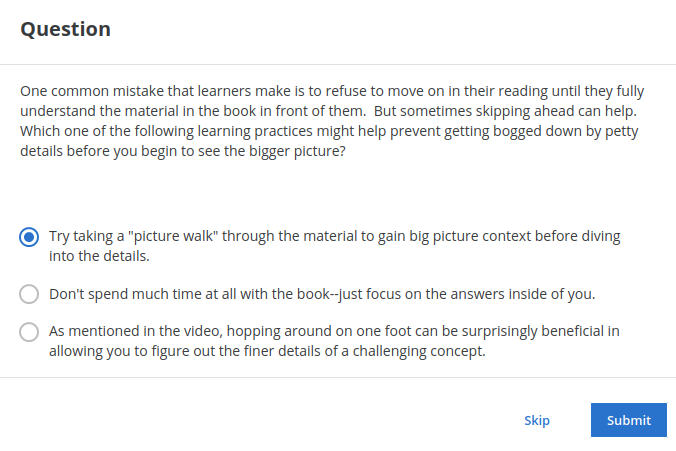 Question
One common mistake that learners make is to refuse to move on in their reading until they fully
understand the material in the book in front of them.  But sometimes skipping ahead can help.
Which one of the following learning practices might help prevent getting bogged down by petty
details before you begin to see the bigger picture?
Try taking a "picture walk" through the material to gain big picture context before diving
into the details.
Don't spend much time at all with the book--just focus on the answers inside of you.
As mentioned in the video, hopping around on one foot can be surprisingly beneficial in
allowing you to figure out the finer details of a challenging concept.
Skip
Submit